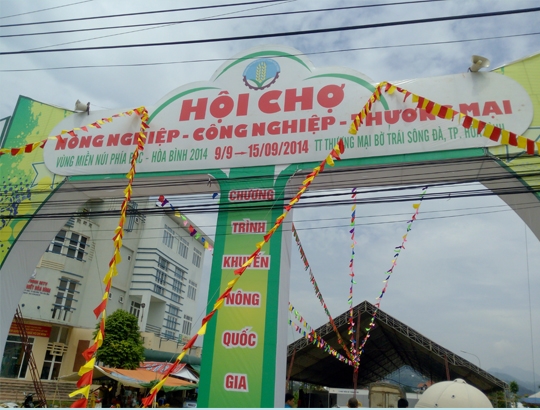 HỘI CHỢ
NÔNG NGHIỆP - CÔNG NGHIỆP - THƯƠNG MẠI
VÙNG MIỀN NÚI PHÍA BẮC - HÒA BÌNH 2014 9/9 - 15/09/2014 TT THƯƠNG MẠI BỜ TRÁI SÔNG ĐÀ, TP.
CHƯƠNG
TRÌNH
KHUYẾN
NÔNG
QUỐC
GIA